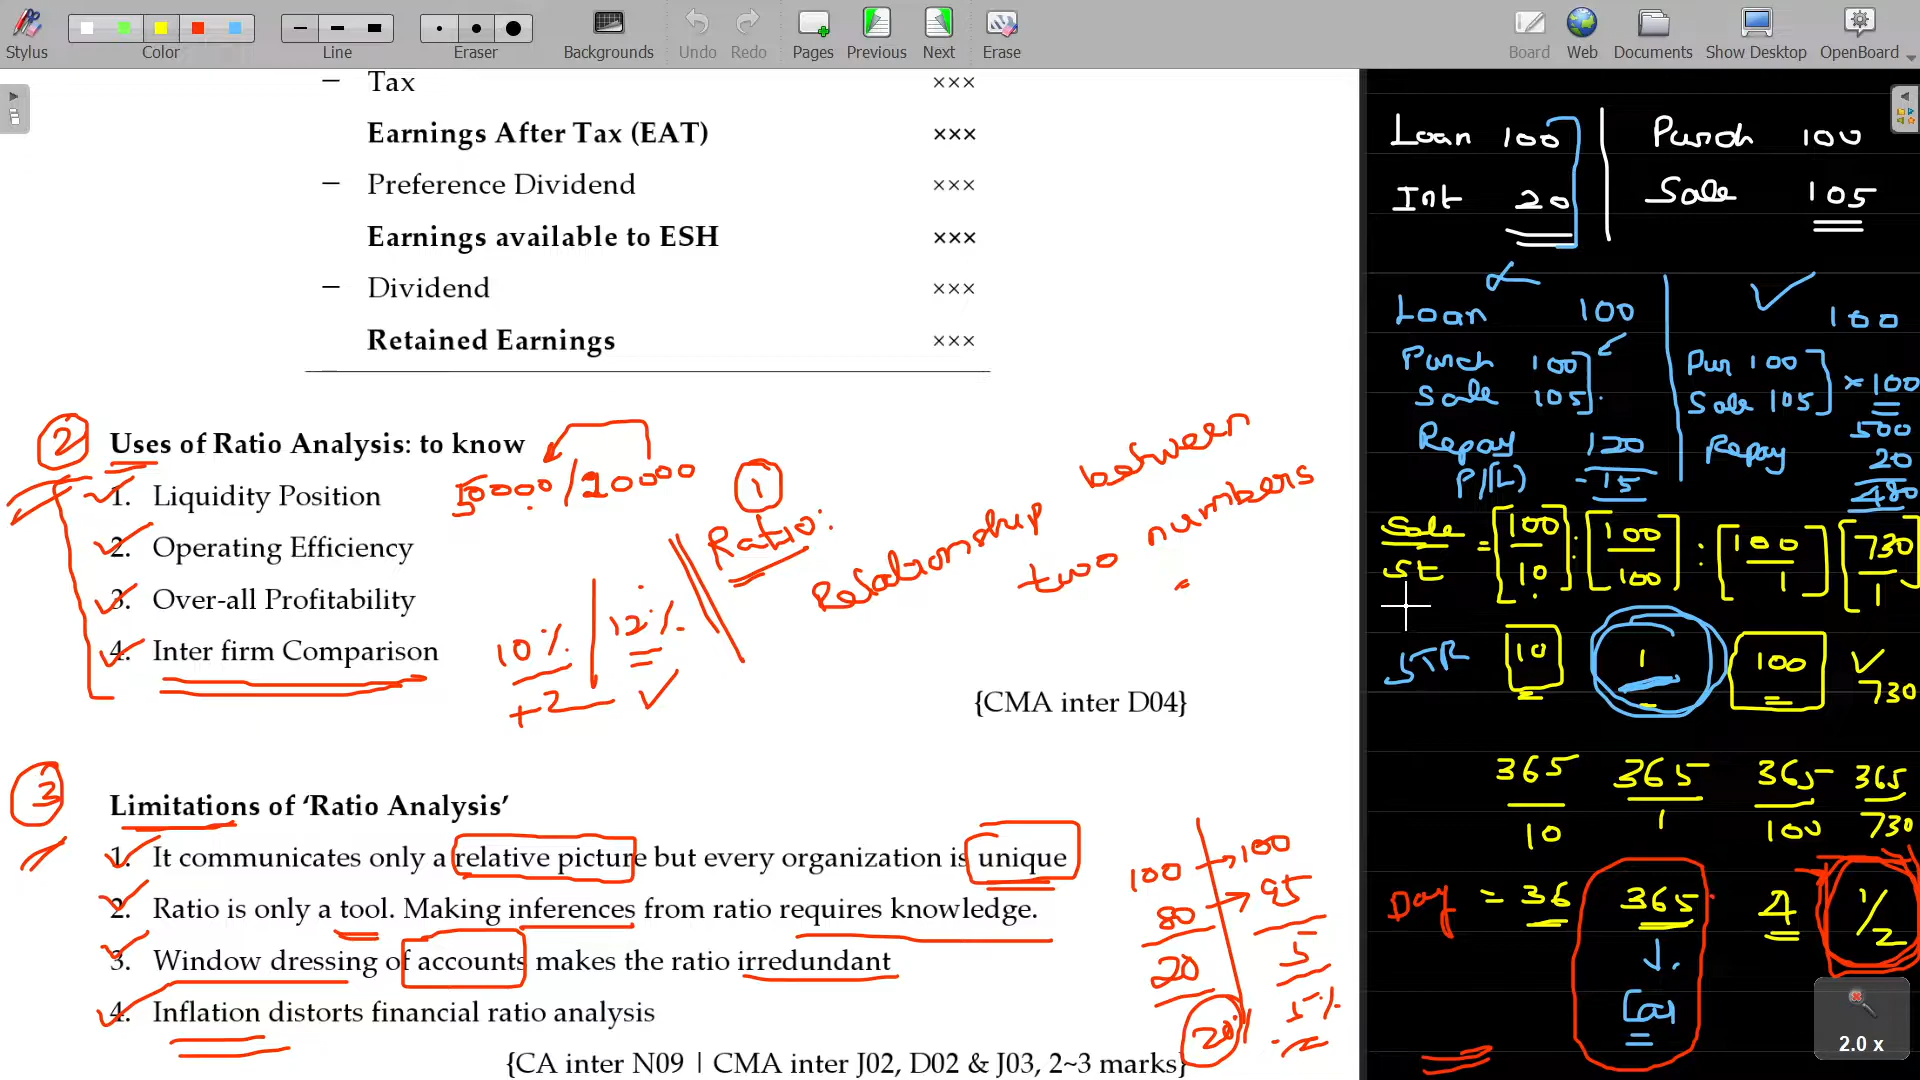 Stylus
Color
Line
Eraser
Backgrounds
Undo
Redo
Pages
Previous
Next
Erase
Board
Web
Documents
Show Desktop
OpenBoard
– Tax ×××
Earnings After Tax (EAT) ×××
– Preference Dividend ×××
Earnings available to ESH ×××
– Dividend ×××
Retained Earnings ×××
2 Uses of Ratio Analysis: to know
1. Liquidity Position
2. Operating Efficiency
3. Over-all Profitability
4. Inter firm Comparison
10% | 12%
+2
1
Ratio:
Relationship between
two numbers
{CMA inter D04}
3 Limitations of ‘Ratio Analysis’
1. It communicates only a relative picture but every organization is unique
2. Ratio is only a tool. Making inferences from ratio requires knowledge.
3. Window dressing of accounts makes the ratio irredundant
4. Inflation distorts financial ratio analysis
100 → 100
80 → 95
20 5
20% 5%
{CA inter N09 | CMA inter J02, D02 & J03, 2~3 marks}
Loan 100 | Purch 100
Int 20 | Sale 105
Loan 100 | 100
Purch 100 | Pur 100
Sale 105 | Sale 105 × 100
500
Repay 120 | Repay 20
P/(L) -15 | 480
Sale/St = [100/10] : [100/100] : [100/1] [730/1]
STR 10 1 100 730
365/10 365/1 365/100 365/730
Day = 36 365 4 1/2
Car
2.0 x